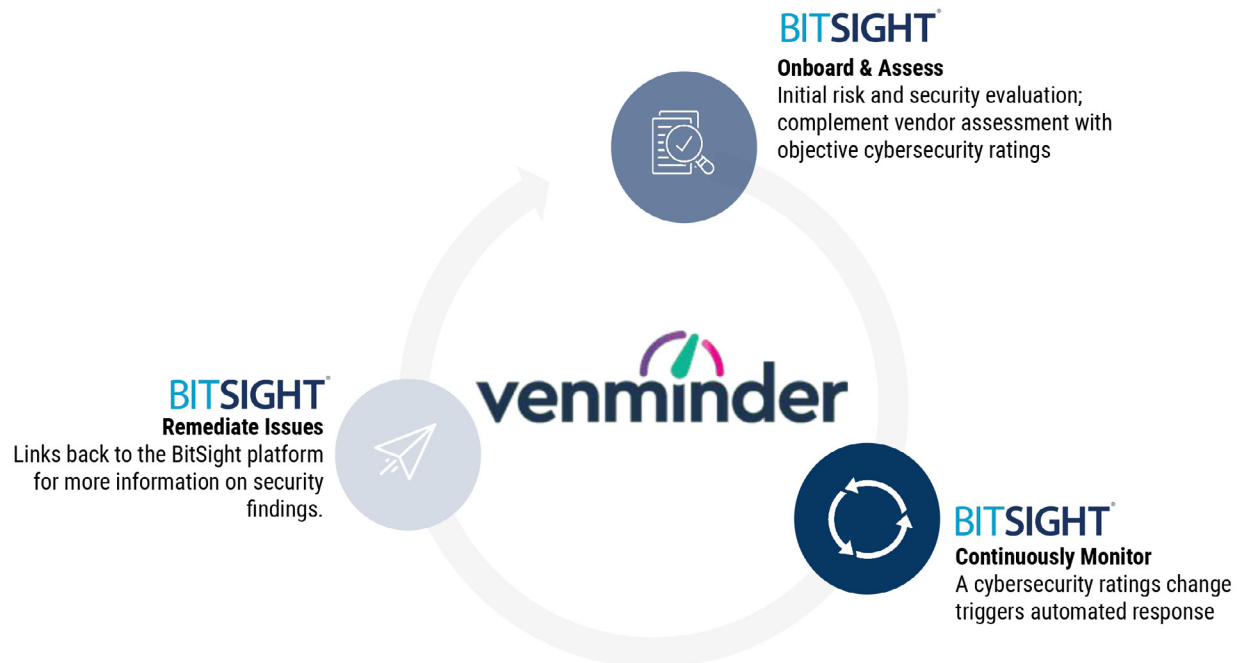 BITSIGHT®
Onboard & Assess
Initial risk and security evaluation;
complement vendor assessment with
objective cybersecurity ratings
venminder
BITSIGHT®
Remediate Issues
Links back to the BitSight platform
for more information on security
findings.
BITSIGHT®
Continuously Monitor
A cybersecurity ratings change
triggers automated response